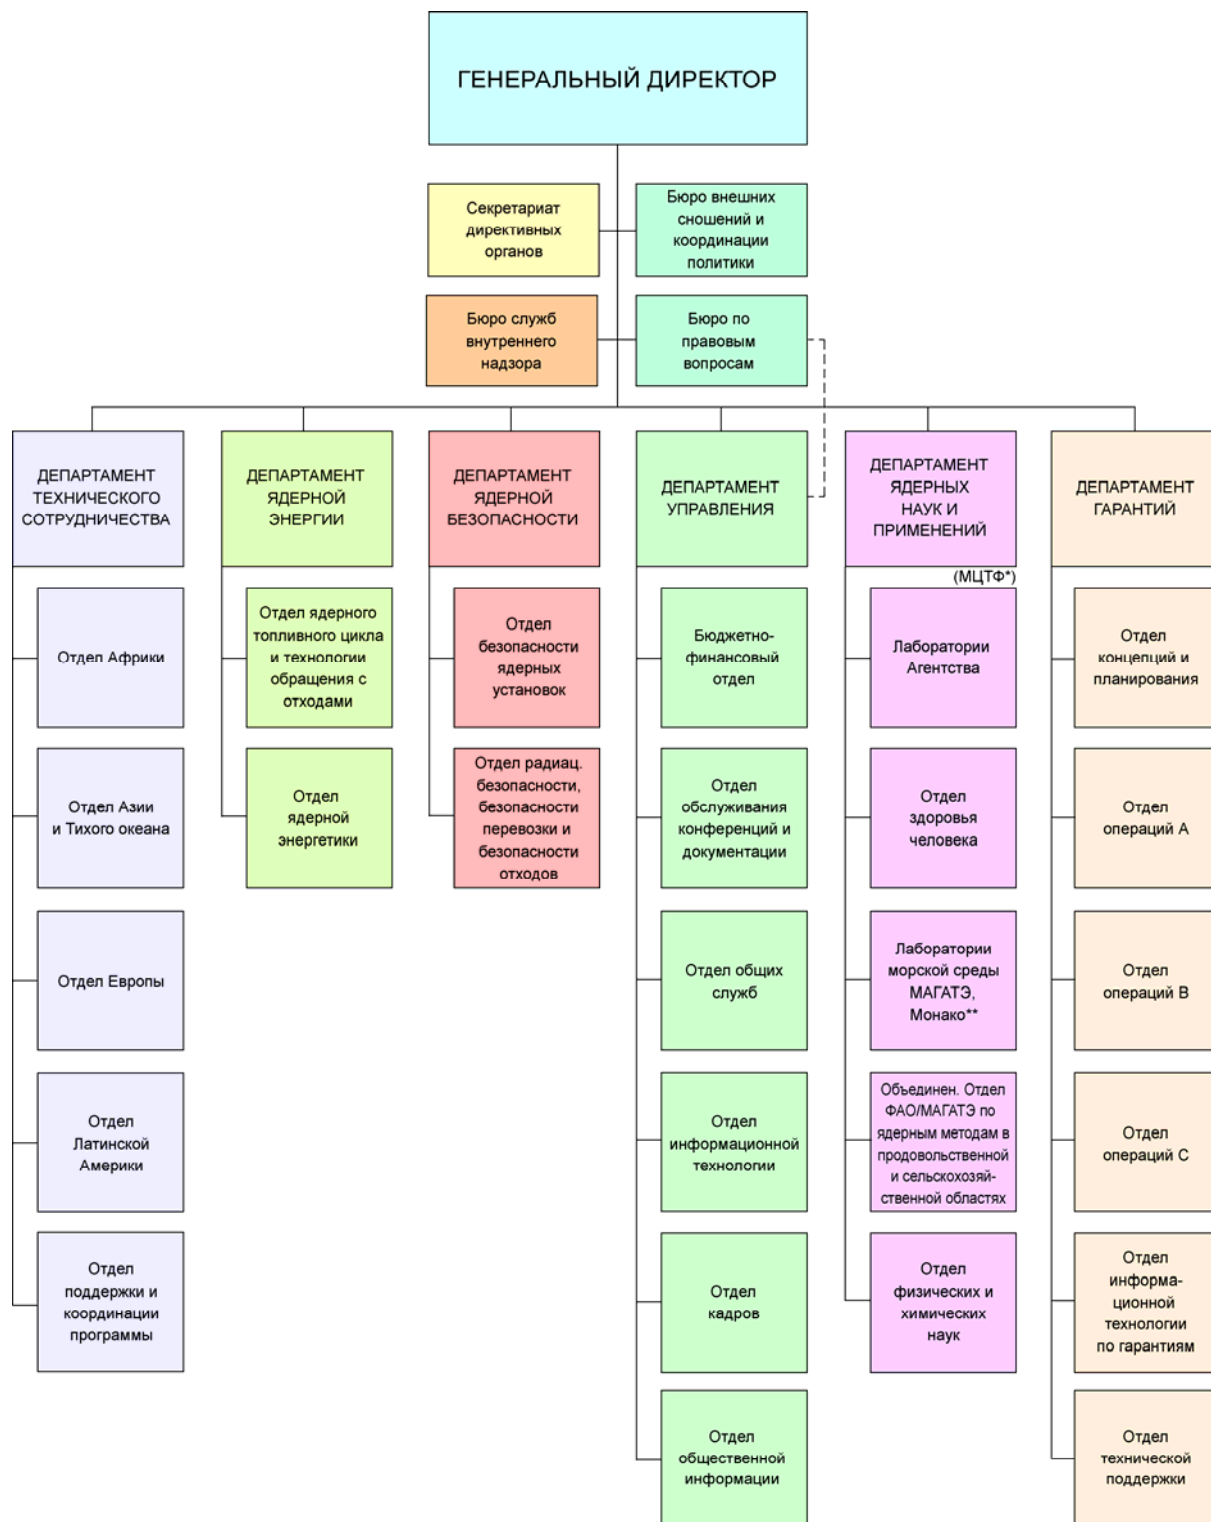 ГЕНЕРАЛЬНЫЙ ДИРЕКТОР
Секретариат
директивных
органов
Бюро внешних
сношений и
координации
политики
Бюро служб
внутреннего
надзора
Бюро по
правовым
вопросам
ДЕПАРТАМЕНТ
ТЕХНИЧЕСКОГО
СОТРУДНИЧЕСТВА
ДЕПАРТАМЕНТ
ЯДЕРНОЙ
ЭНЕРГИИ
ДЕПАРТАМЕНТ
ЯДЕРНОЙ
БЕЗОПАСНОСТИ
ДЕПАРТАМЕНТ
УПРАВЛЕНИЯ
ДЕПАРТАМЕНТ
ЯДЕРНЫХ
НАУК И
ПРИМЕНЕНИЙ
(МЦТФ*)
ДЕПАРТАМЕНТ
ГАРАНТИЙ
Отдел Африки
Отдел ядерного
топливного цикла
и технологии
обращения с
отходами
Отдел
безопасности
ядерных
установок
Бюджетно-
финансовый
отдел
Лаборатории
Агентства
Отдел
концепций и
планирования
Отдел Азии
и Тихого океана
Отдел
ядерной
энергетики
Отдел радиац.
безопасности,
безопасности
перевозки и
безопасности
отходов
Отдел
обслуживания
конференций и
документации
Отдел
здоровья
человека
Отдел
операций А
Отдел Европы
Отдел общих
служб
Лаборатории
морской среды
МАГАТЭ,
Монако**
Отдел
операций В
Отдел
Латинской
Америки
Отдел
информационной
технологии
Объединен. Отдел
ФАО/МАГАТЭ по
ядерным методам в
продовольственной
и сельскохозяй-
ственной областях
Отдел
операций С
Отдел
поддержки и
координации
программы
Отдел
кадров
Отдел
физических и
химических
наук
Отдел
информа-
ционной
технологии
по гарантиям
Отдел
общественной
информации
Отдел
технической
поддержки